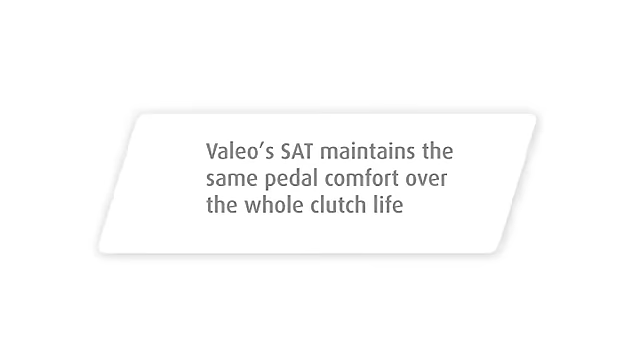 Valeo's SAT maintains the
same pedal comfort over
the whole clutch life